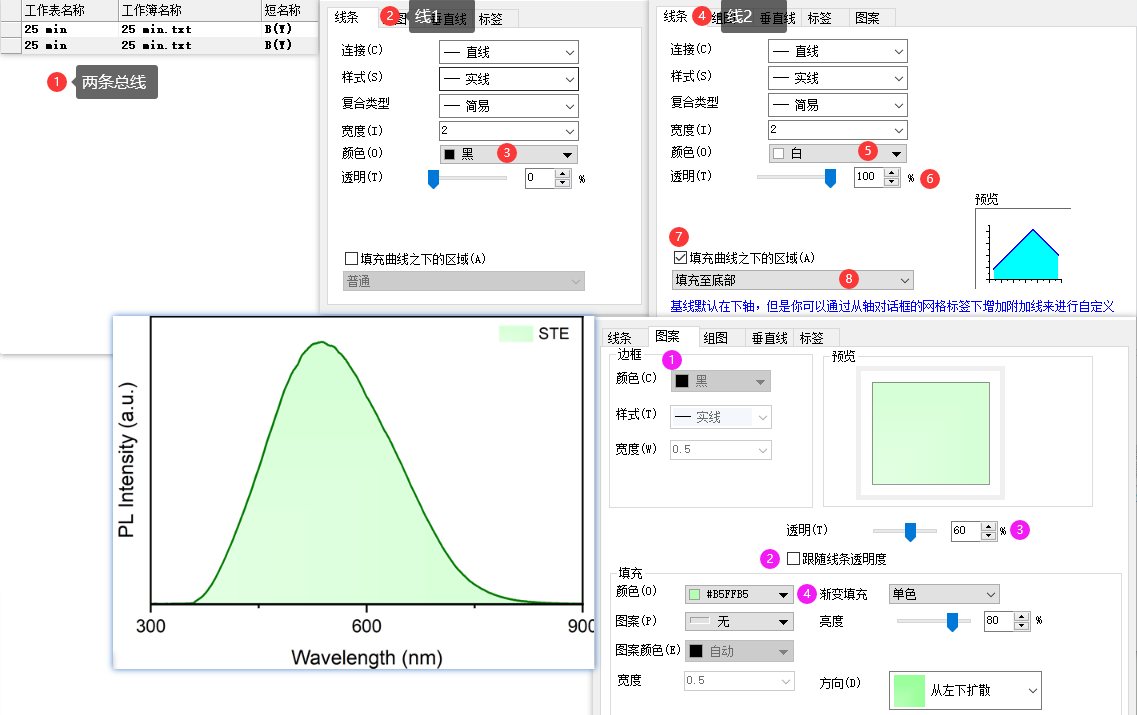 工作表名称 工作簿名称 短名称
25 min 25 min.txt B(Y)
25 min 25 min.txt B(Y)
1 两条总线
线条 2 图 线1 垂直线 标签
连接(C) 直线
样式(S) 实线
复合类型 简易
宽度(I) 2
颜色(O) 黑 3
透明(T) 0 %
填充曲线之下的区域(A)
普通
线条 4 组图 线2 垂直线 标签 图案
连接(C) 直线
样式(S) 实线
复合类型 简易
宽度(I) 2
颜色(O) 白 5
透明(T) 100 % 6
预览
7
填充曲线之下的区域(A)
填充至底部 8
基线默认在下轴，但是你可以通过从轴对话框的网格标签下增加附加线来进行自定义
STE
PL Intensity (a.u.)
300 600 900
Wavelength (nm)
线条 图案 组图 垂直线 标签
边框 1
颜色(C) 黑
样式(T) 实线
宽度(W) 0.5
预览
透明(T) 60 % 3
2 跟随线条透明度
填充
颜色(O) #B5FFB5 4 渐变填充 单色
图案(P) 无 亮度 80 %
图案颜色(E) 自动
宽度 0.5 方向(D) 从左下扩散